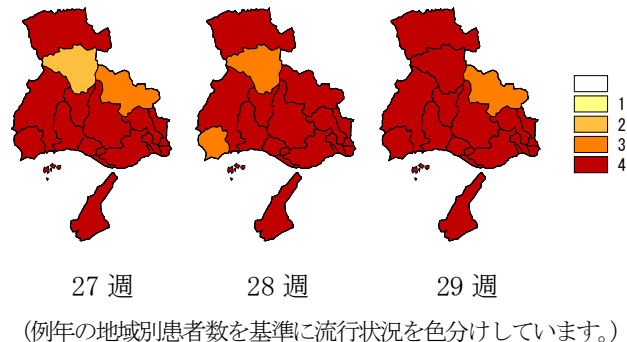 1
2
3
4
27 週
28 週
29 週
(例年の地域別患者数を基準に流行状況を色分けしています。)